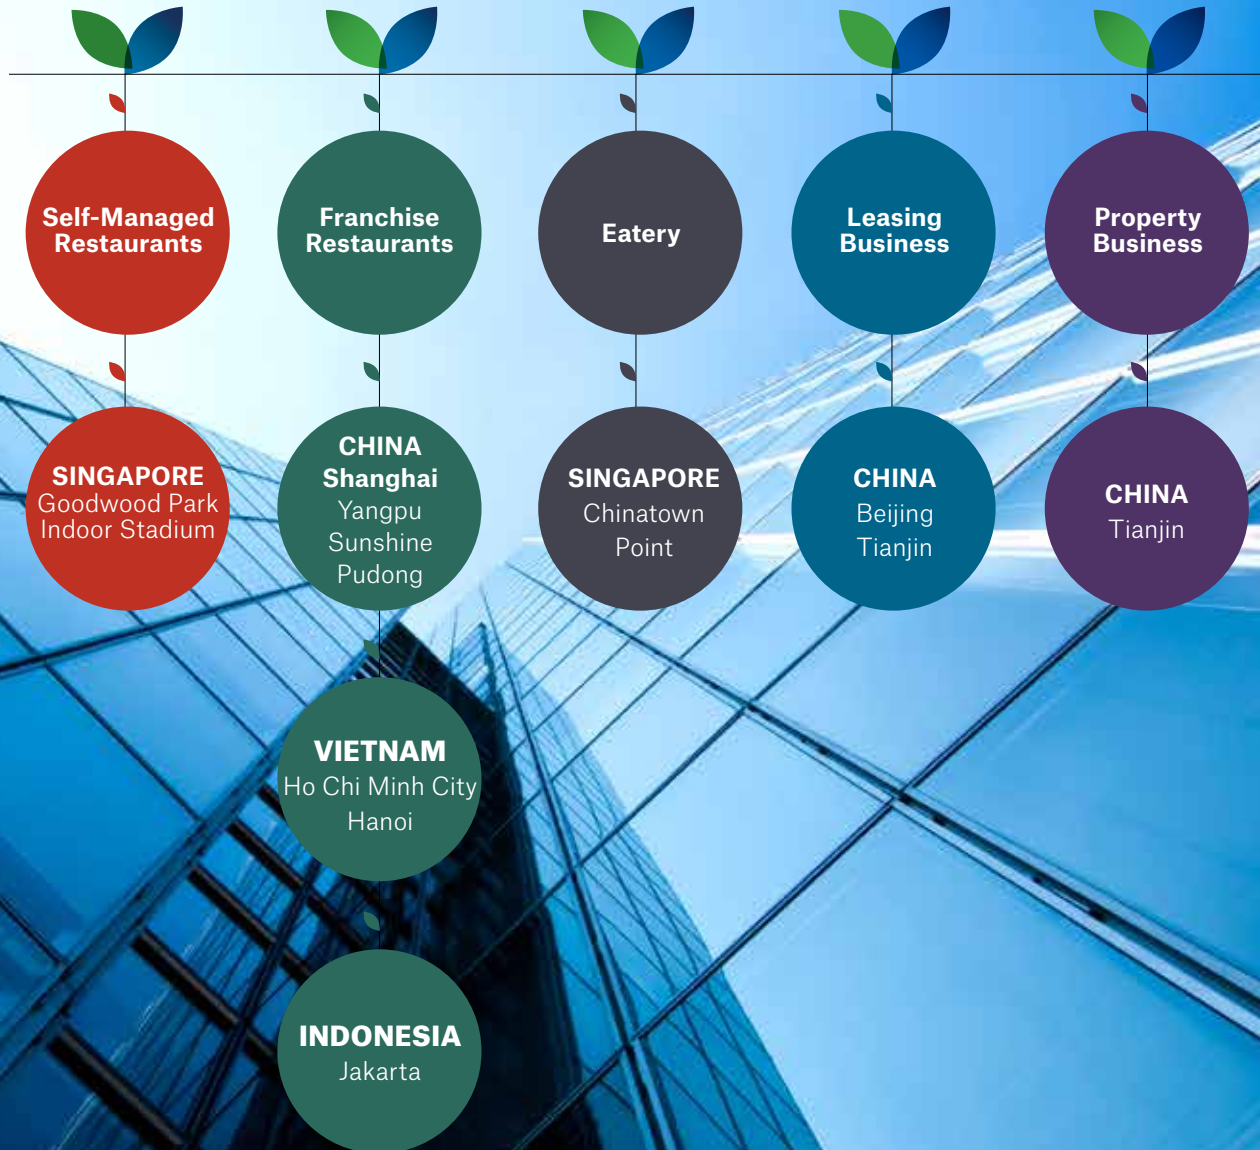 Self-Managed
Restaurants
Franchise
Restaurants
Eatery
Leasing
Business
Property
Business
SINGAPORE
Goodwood Park
Indoor Stadium
CHINA
Shanghai
Yangpu
Sunshine
Pudong
VIETNAM
Ho Chi Minh City
Hanoi
INDONESIA
Jakarta
SINGAPORE
Chinatown
Point
CHINA
Beijing
Tianjin
CHINA
Tianjin